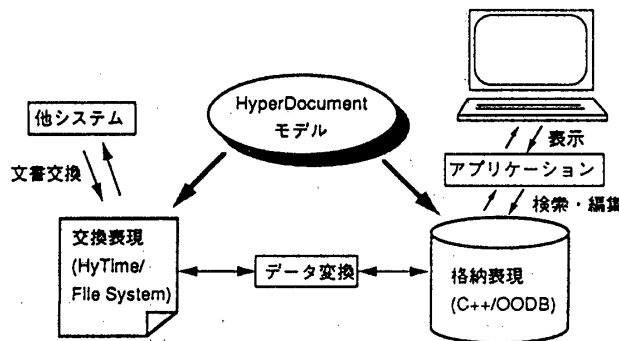 HyperDocument
モデル
他システム
文書交換
表示
アプリケーション
検索・編集
交換表現
(HyTime/
File System)
データ変換
格納表現
(C++/OODB)